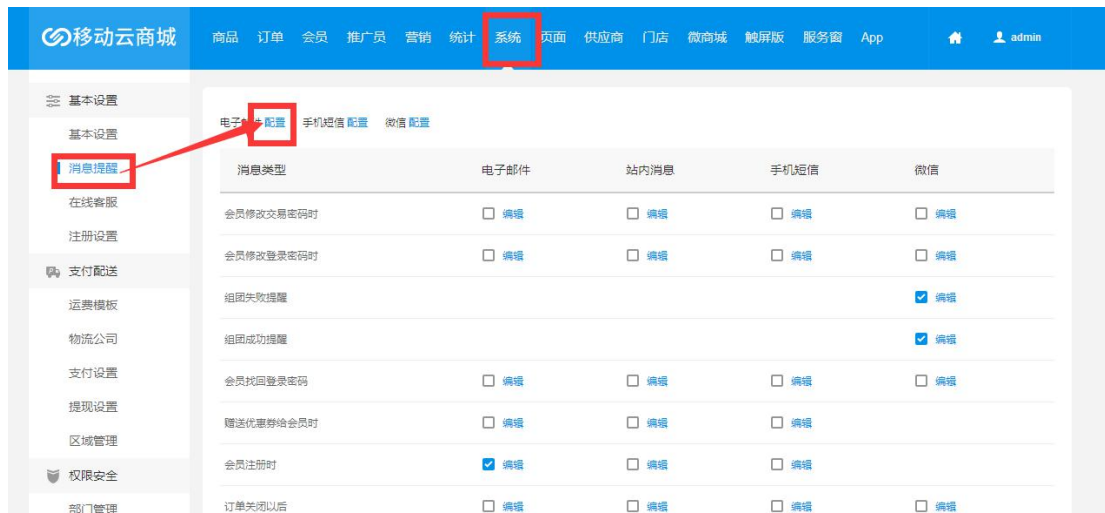 移动云商城 商品 订单 会员 推广员 营销 统计 系统 页面 供应商 门店 微商城 触屏版 服务窗 App admin
基本设置
基本设置
消息提醒
在线客服
注册设置
支付配送
运费模板
物流公司
支付设置
提现设置
区域管理
权限安全
部门管理
电子 配置 手机短信 配置 微信 配置
消息类型 电子邮件 站内消息 手机短信 微信
会员修改交易密码时 编辑 编辑 编辑 编辑
会员修改登录密码时 编辑 编辑 编辑 编辑
组团失败提醒 编辑
组团成功提醒 编辑
会员找回登录密码 编辑 编辑 编辑 编辑
赠送优惠券给会员时 编辑 编辑 编辑
会员注册时 编辑 编辑 编辑
订单关闭以后 编辑 编辑 编辑 编辑